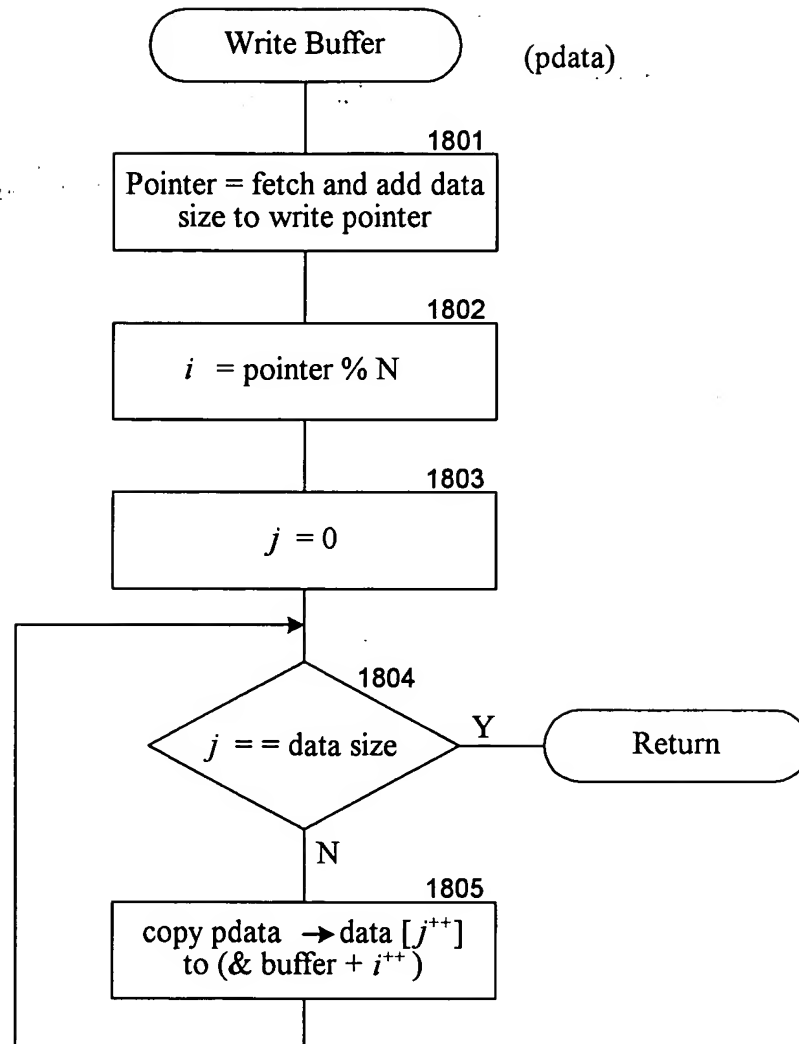 Write Buffer
(pdata)
1801
Pointer = fetch and add data
size to write pointer
1802
i = pointer % N
1803
j = 0
1804
j = = data size
Y
Return
N
1805
copy pdata → data [j++]
to (& buffer + i++)